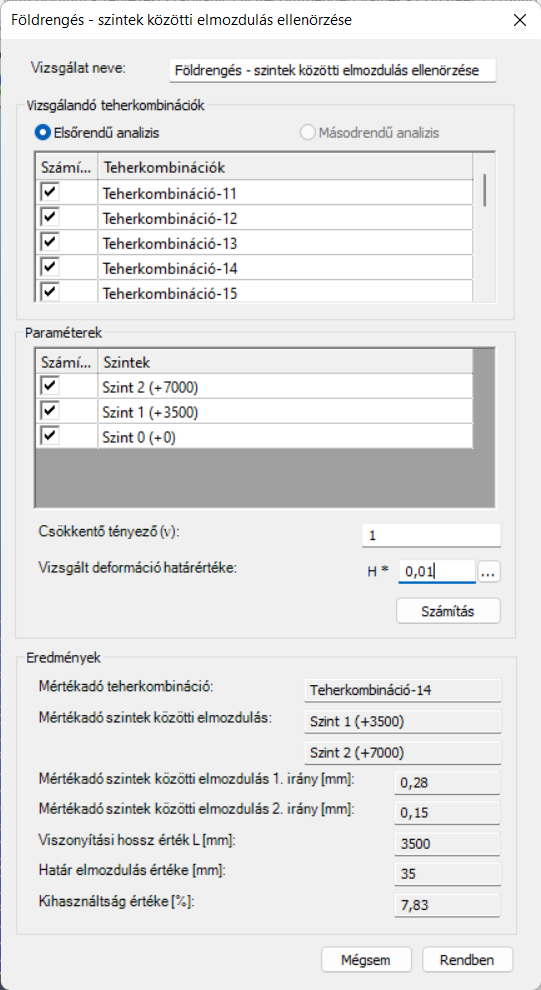 Földrengés - szintek közötti elmozdulás ellenörzése
Vizsgálat neve: Földrengés - szintek közötti elmozdulás ellenörzése
Vizsgálandó teherkombinációk
Elsőrendű analizis Másodrendű analizis
Számí... Teherkombinációk
Teherkombináció-11
Teherkombináció-12
Teherkombináció-13
Teherkombináció-14
Teherkombináció-15
Paraméterek
Számí... Szintek
Szint 2 (+7000)
Szint 1 (+3500)
Szint 0 (+0)
Csökkentő tényező (v): 1
Vizsgált deformáció határértéke: H * 0,01 ...
Számítás
Eredmények
Mértékadó teherkombináció: Teherkombináció-14
Mértékadó szintek közötti elmozdulás: Szint 1 (+3500)
Szint 2 (+7000)
Mértékadó szintek közötti elmozdulás 1. irány [mm]: 0,28
Mértékadó szintek közötti elmozdulás 2. irány [mm]: 0,15
Viszonyítási hossz érték L [mm]: 3500
Határ elmozdulás értéke [mm]: 35
Kihasználtság értéke [%]: 7,83
Mégsem Rendben